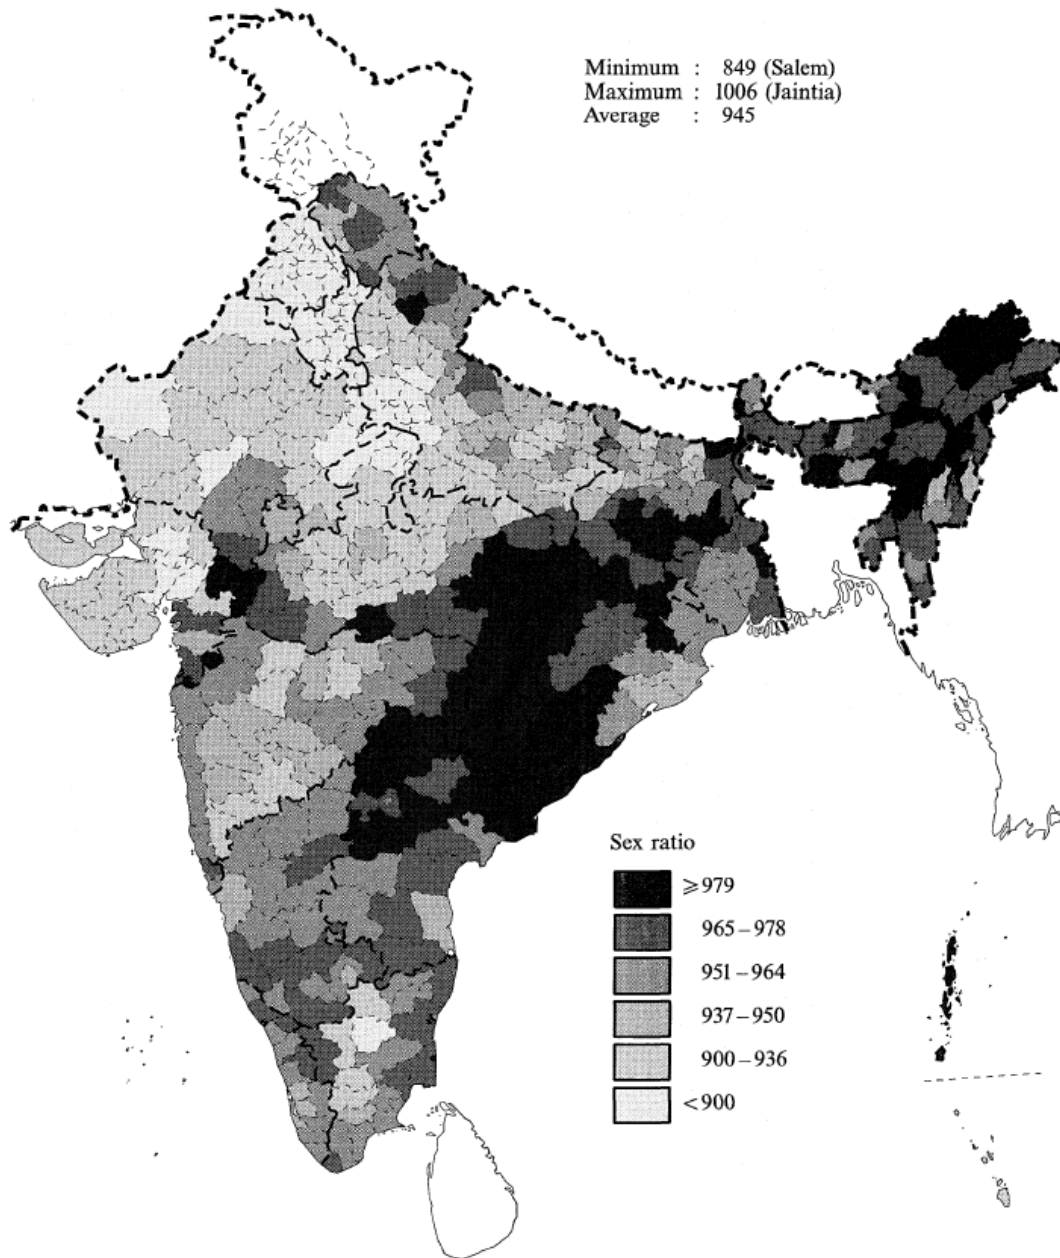 Minimum : 849 (Salem)
Maximum : 1006 (Jaintia)
Average : 945
Sex ratio
⩾979
965–978
951–964
937–950
900–936
<900